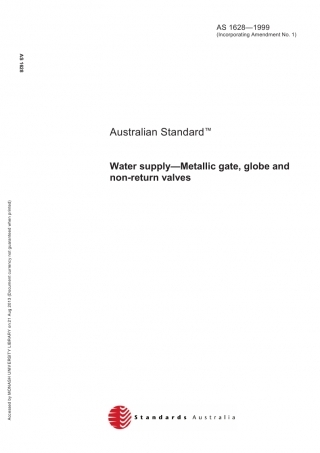 AS 1628—1999
(Incorporating Amendment No. 1)
AS 1628
Australian Standard™
Water supply—Metallic gate, globe and
non-return valves
Accessed by MONASH UNIVERSITY LIBRARY on 21 Aug 2013 (Document currency not guaranteed when printed)
Standards Australia